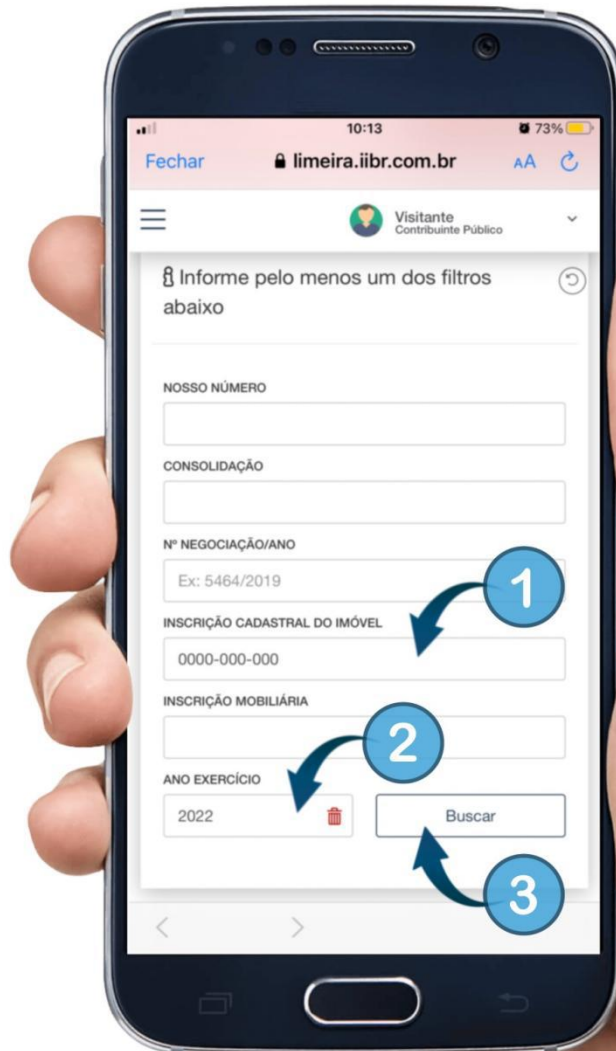 10:13
73%
Fechar
limeira.iibr.com.br
AA
Visitante
Contribuinte Público
Informe pelo menos um dos filtros
abaixo
NOSSO NÚMERO
CONSOLIDAÇÃO
Nº NEGOCIAÇÃO/ANO
Ex: 5464/2019
1
INSCRIÇÃO CADASTRAL DO IMÓVEL
0000-000-000
INSCRIÇÃO MOBILIÁRIA
2
ANO EXERCÍCIO
2022
Buscar
3